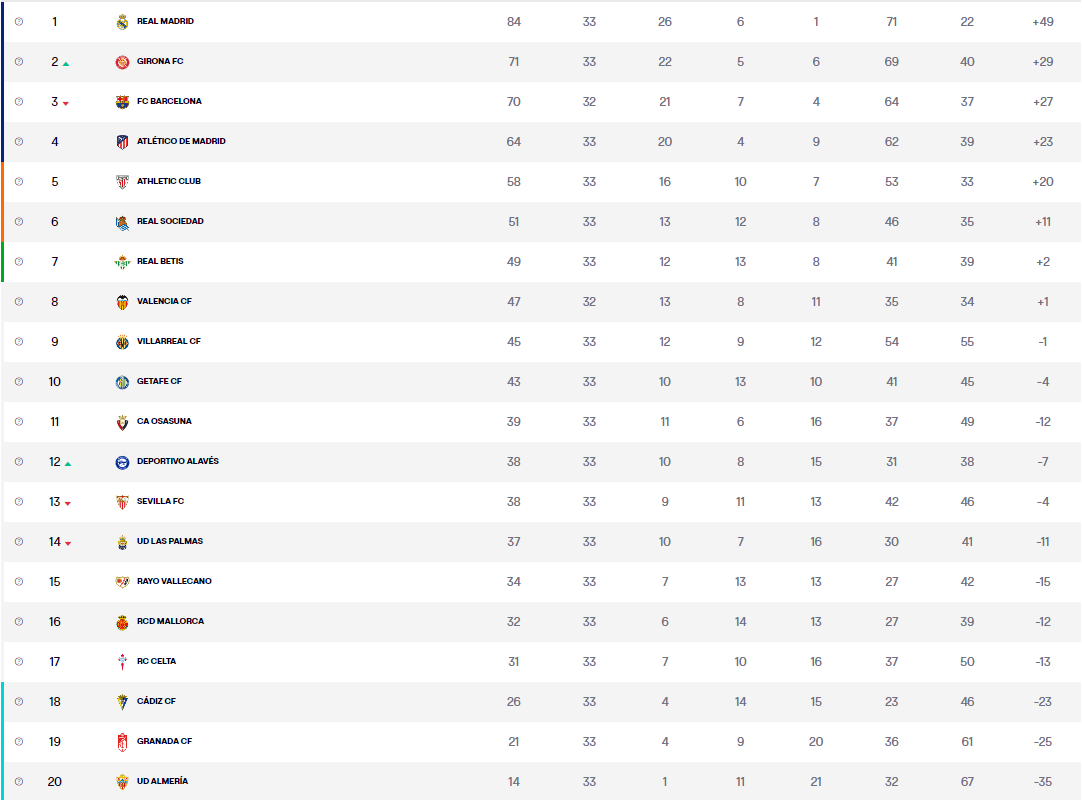 1 REAL MADRID 84 33 26 6 1 71 22 +49
2 GIRONA FC 71 33 22 5 6 69 40 +29
3 FC BARCELONA 70 32 21 7 4 64 37 +27
4 ATLÉTICO DE MADRID 64 33 20 4 9 62 39 +23
5 ATHLETIC CLUB 58 33 16 10 7 53 33 +20
6 REAL SOCIEDAD 51 33 13 12 8 46 35 +11
7 REAL BETIS 49 33 12 13 8 41 39 +2
8 VALENCIA CF 47 32 13 8 11 35 34 +1
9 VILLARREAL CF 45 33 12 9 12 54 55 -1
10 GETAFE CF 43 33 10 13 10 41 45 -4
11 CA OSASUNA 39 33 11 6 16 37 49 -12
12 DEPORTIVO ALAVÉS 38 33 10 8 15 31 38 -7
13 SEVILLA FC 38 33 9 11 13 42 46 -4
14 UD LAS PALMAS 37 33 10 7 16 30 41 -11
15 RAYO VALLECANO 34 33 7 13 13 27 42 -15
16 RCD MALLORCA 32 33 6 14 13 27 39 -12
17 RC CELTA 31 33 7 10 16 37 50 -13
18 CÁDIZ CF 26 33 4 14 15 23 46 -23
19 GRANADA CF 21 33 4 9 20 36 61 -25
20 UD ALMERÍA 14 33 1 11 21 32 67 -35